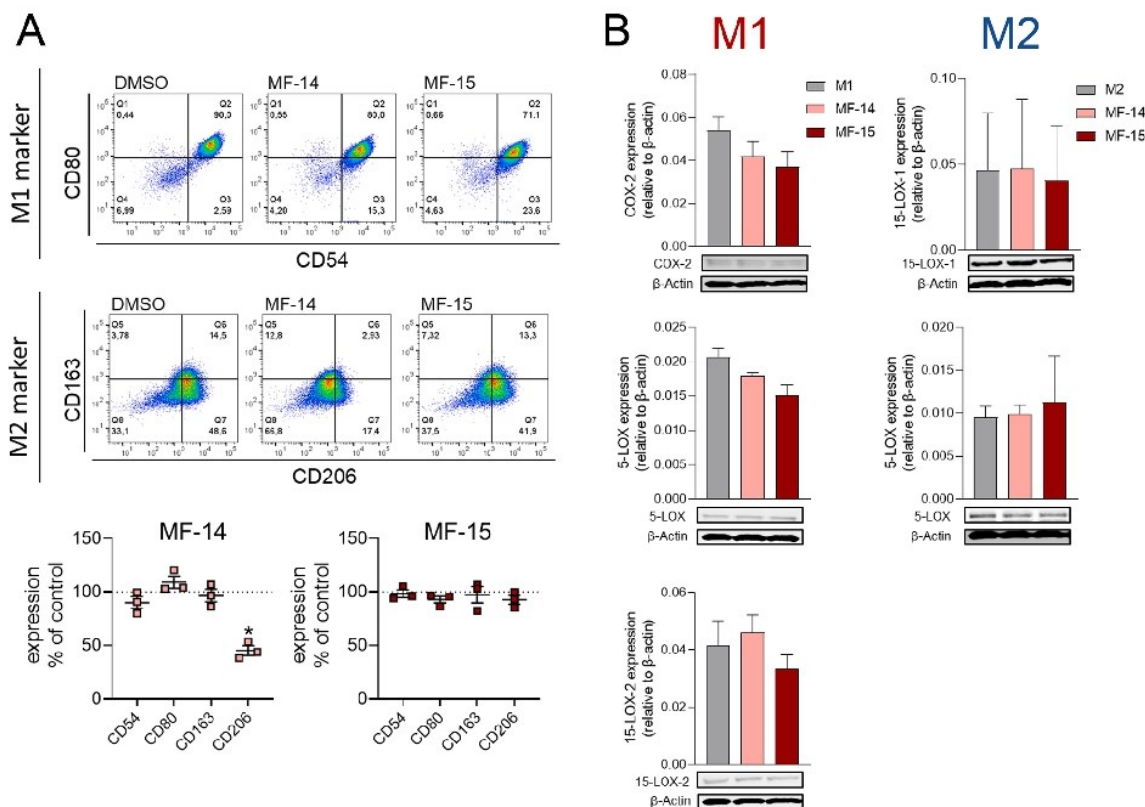 A
M1 marker
DMSO
MF-14
MF-15
CD80
Q1
0,44
Q2
90,0
Q4
6,99
Q3
2,59
Q1
0,55
Q2
80,0
Q4
4,20
Q3
15,3
Q1
0,66
Q2
71,1
Q4
4,63
Q3
23,6
CD54
M2 marker
DMSO
MF-14
MF-15
CD163
Q5
3,78
Q6
14,5
Q8
33,1
Q7
48,6
Q5
12,8
Q6
2,93
Q8
66,8
Q7
17,4
Q5
7,32
Q6
13,3
Q8
37,5
Q7
41,9
CD206
MF-14
expression
% of control
150
100
50
0
*
CD54
CD80
CD163
CD206
MF-15
expression
% of control
150
100
50
0
CD54
CD80
CD163
CD206
B
M1
M2
COX-2 expression
(relative to β-actin)
0.08
0.06
0.04
0.02
0.00
M1
MF-14
MF-15
COX-2
β-Actin
15-LOX-1 expression
(relative to β-actin)
0.10
0.05
0.00
M2
MF-14
MF-15
15-LOX-1
β-Actin
5-LOX expression
(relative to β-actin)
0.025
0.020
0.015
0.010
0.005
0.000
5-LOX
β-Actin
5-LOX expression
(relative to β-actin)
0.020
0.015
0.010
0.005
0.000
5-LOX
β-Actin
15-LOX-2 expression
(relative to β-actin)
0.06
0.04
0.02
0.00
15-LOX-2
β-Actin